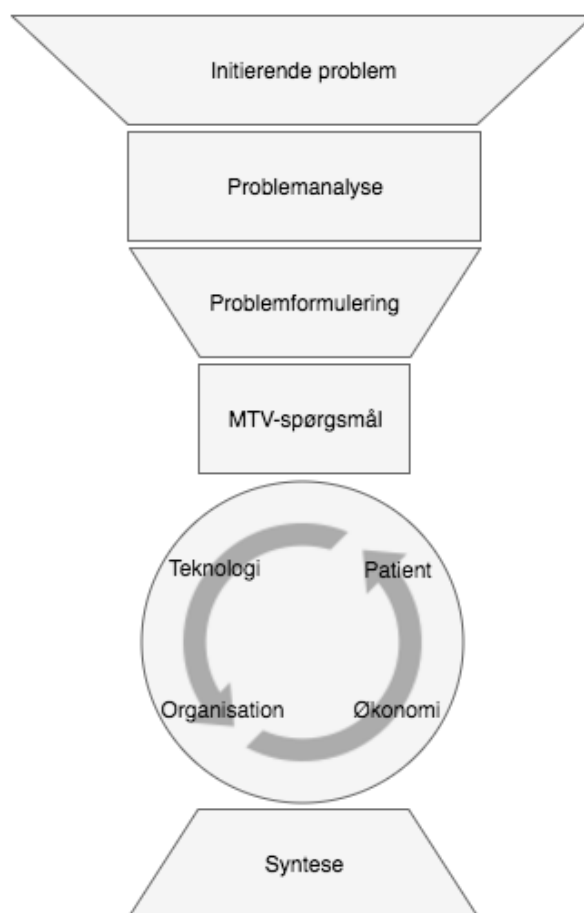 Initierende problem
Problemanalyse
Problemformulering
MTV-spørgsmål
Teknologi
Patient
Organisation
Økonomi
Syntese